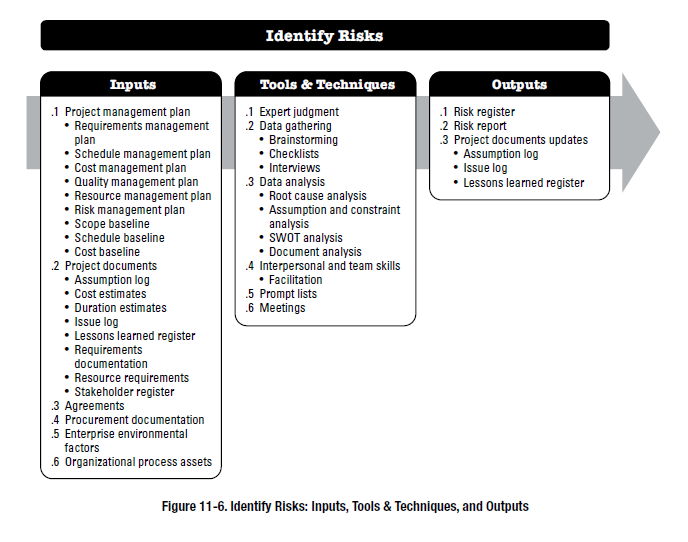 Identify Risks
Inputs
.1 Project management plan
• Requirements management
plan
• Schedule management plan
• Cost management plan
• Quality management plan
• Resource management plan
• Risk management plan
• Scope baseline
• Schedule baseline
• Cost baseline
.2 Project documents
• Assumption log
• Cost estimates
• Duration estimates
• Issue log
• Lessons learned register
• Requirements
documentation
• Resource requirements
• Stakeholder register
.3 Agreements
.4 Procurement documentation
.5 Enterprise environmental
factors
.6 Organizational process assets
Tools & Techniques
.1 Expert judgment
.2 Data gathering
• Brainstorming
• Checklists
• Interviews
.3 Data analysis
• Root cause analysis
• Assumption and constraint
analysis
• SWOT analysis
• Document analysis
.4 Interpersonal and team skills
• Facilitation
.5 Prompt lists
.6 Meetings
Outputs
.1 Risk register
.2 Risk report
.3 Project documents updates
• Assumption log
• Issue log
• Lessons learned register
Figure 11-6. Identify Risks: Inputs, Tools & Techniques, and Outputs